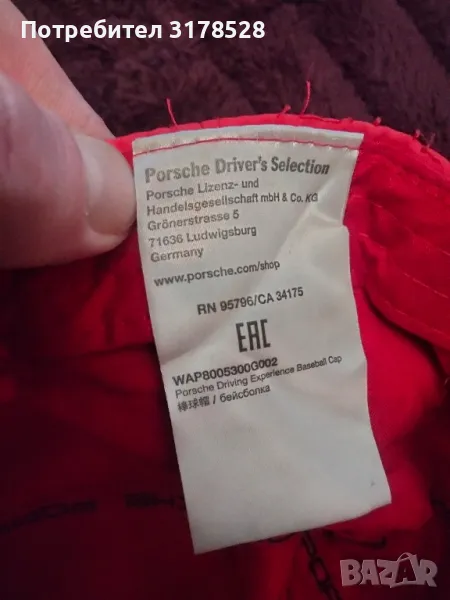 Потребител 3178528
Porsche Driver's Selection
Porsche Lizenz- und
Handelsgesellschaft mbH & Co. KG
Grönerstrasse 5
71636 Ludwigsburg
Germany
www.porsche.com/shop
RN 95796/CA 34175
EAC
WAP8005300G002
Porsche Driving Experience Baseball Cap
棒球帽 / бейсболка
BAZAR